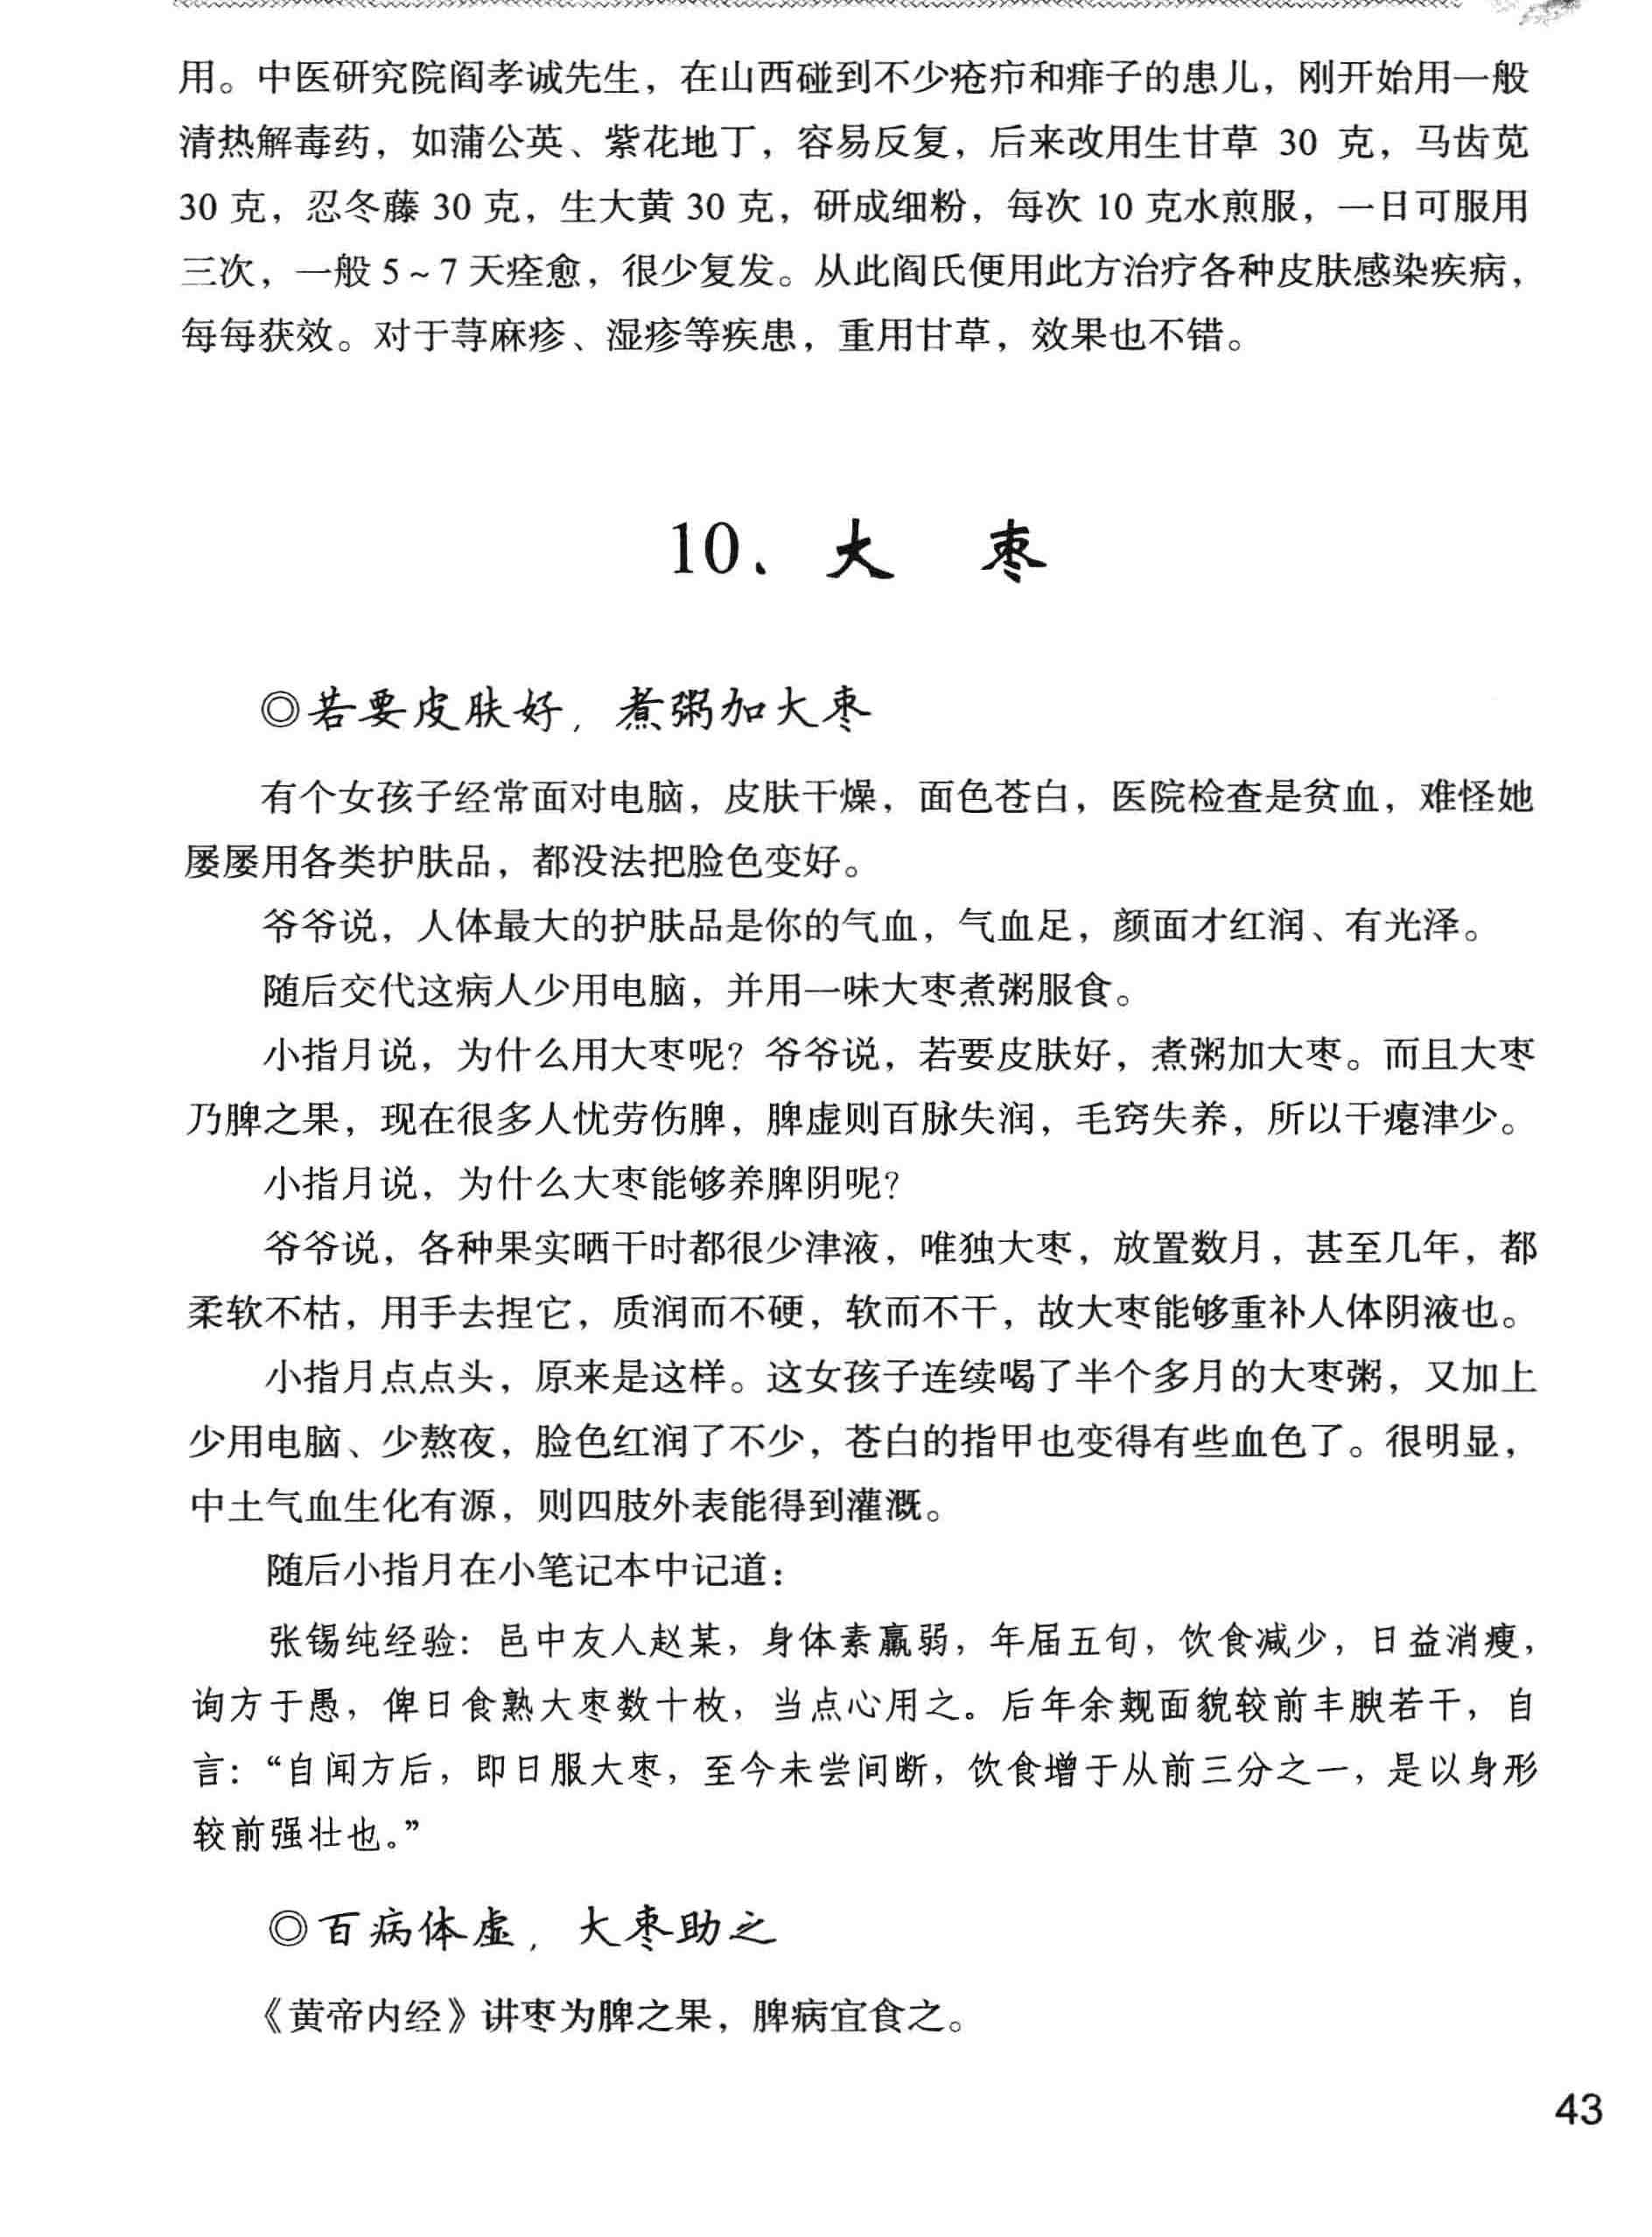 用。中医研究院阎孝诚先生，在山西碰到不少疮疖和痱子的患儿，刚开始用一般
清热解毒药，如蒲公英、紫花地丁，容易反复，后来改用生甘草 30 克，马齿苋
30 克，忍冬藤 30 克，生大黄 30 克，研成细粉，每次 10 克水煎服，一日可服用
三次，一般 5～7 天痊愈，很少复发。从此阎氏便用此方治疗各种皮肤感染疾病，
每每获效。对于荨麻疹、湿疹等疾患，重用甘草，效果也不错。
10、大 枣
◎若要皮肤好，煮粥加大枣
有个女孩子经常面对电脑，皮肤干燥，面色苍白，医院检查是贫血，难怪她
屡屡用各类护肤品，都没法把脸色变好。
爷爷说，人体最大的护肤品是你的气血，气血足，颜面才红润、有光泽。
随后交代这病人少用电脑，并用一味大枣煮粥服食。
小指月说，为什么用大枣呢？爷爷说，若要皮肤好，煮粥加大枣。而且大枣
乃脾之果，现在很多人忧劳伤脾，脾虚则百脉失润，毛窍失养，所以干瘪津少。
小指月说，为什么大枣能够养脾阴呢？
爷爷说，各种果实晒干时都很少津液，唯独大枣，放置数月，甚至几年，都
柔软不枯，用手去捏它，质润而不硬，软而不干，故大枣能够重补人体阴液也。
小指月点点头，原来是这样。这女孩子连续喝了半个多月的大枣粥，又加上
少用电脑、少熬夜，脸色红润了不少，苍白的指甲也变得有些血色了。很明显，
中土气血生化有源，则四肢外表能得到灌溉。
随后小指月在小笔记本中记道：
张锡纯经验：邑中友人赵某，身体素羸弱，年届五旬，饮食减少，日益消瘦，
询方于愚，俾日食熟大枣数十枚，当点心用之。后年余觌面貌较前丰腴若干，自
言：“自闻方后，即日服大枣，至今未尝间断，饮食增于从前三分之一，是以身形
较前强壮也。”
◎百病体虚，大枣助之
《黄帝内经》讲枣为脾之果，脾病宜食之。
43